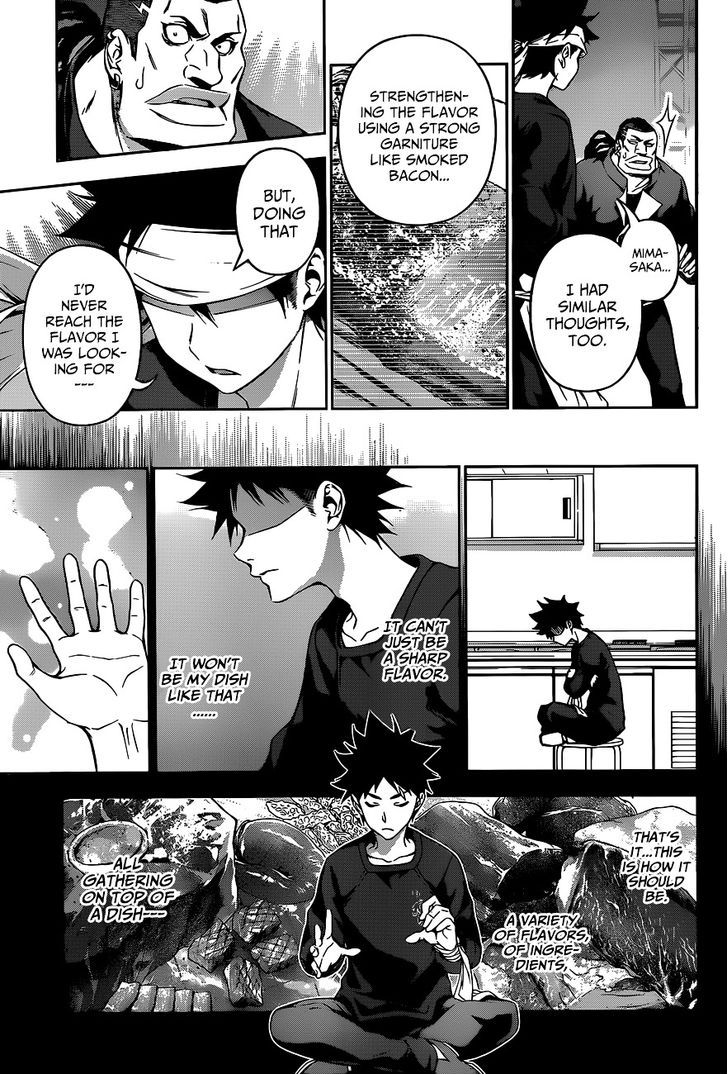 MIMA-
SAKA...
I HAD
SIMILAR
THOUGHTS,
TOO.
STRENGTHEN-
ING THE FLAVOR
USING A STRONG
GARNITURE
LIKE SMOKED
BACON...
BUT,
DOING
THAT
I'D
NEVER
REACH THE
FLAVOR I
WAS LOOK-
ING FOR
---
IT CAN'T
JUST BE
A SHARP
FLAVOR.
IT WON'T
BE MY DISH
LIKE THAT
......
THAT'S
IT...THIS
IS HOW IT
SHOULD
BE.
A VARIETY
OF FLAVORS,
OF INGRE-
DIENTS,
ALL
GATHERING
ON TOP OF
A DISH---